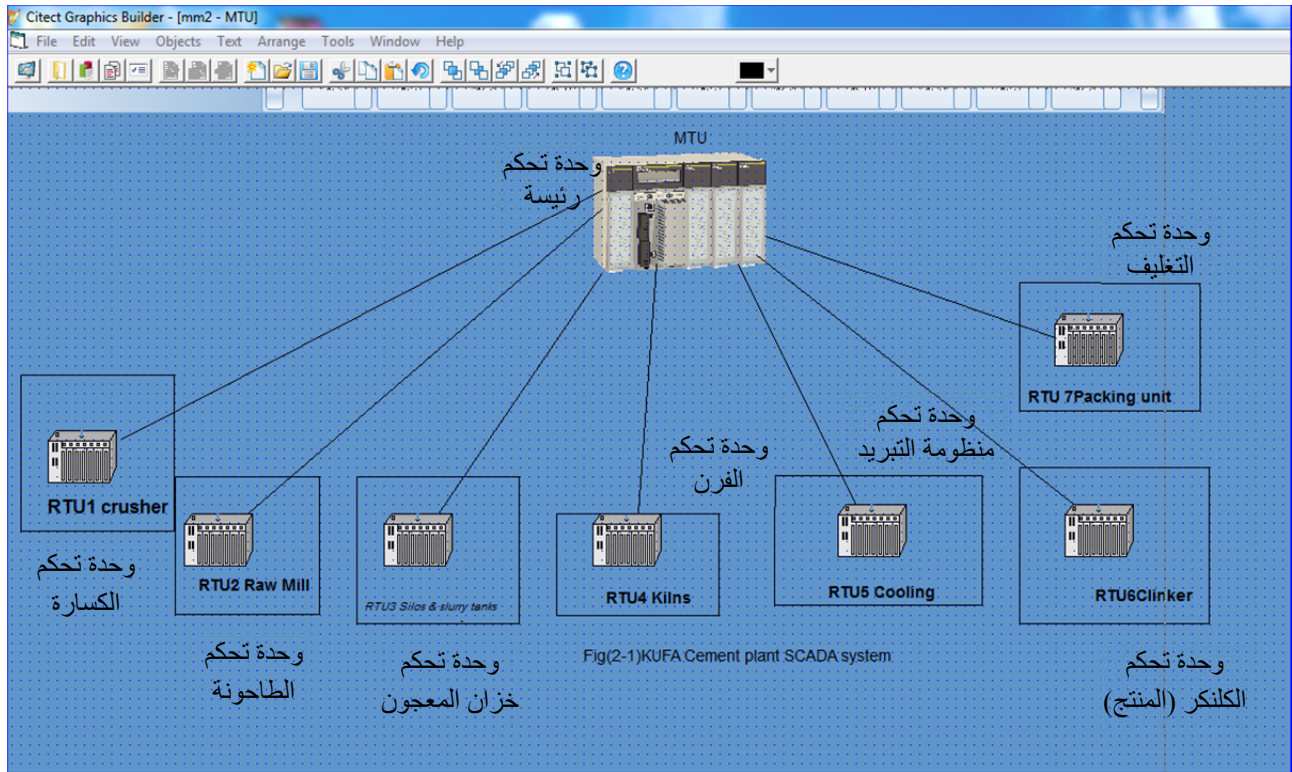 Citect Graphics Builder - [mm2 - MTU]
File Edit View Objects Text Arrange Tools Window Help
MTU
وحدة تحكم
رئيسة
وحدة تحكم
التغليف
RTU 7Packing unit
وحدة تحكم
منظومة التبريد
وحدة تحكم
الفرن
RTU1 crusher
RTU2 Raw Mill
RTU3 Silos & slurry tanks
RTU4 Kilns
RTU5 Cooling
RTU6Clinker
وحدة تحكم
الكسارة
وحدة تحكم
الطاحونة
وحدة تحكم
خزان المعجون
Fig(2-1)KUFA Cement plant SCADA system
وحدة تحكم
الكلنكر (المنتج)